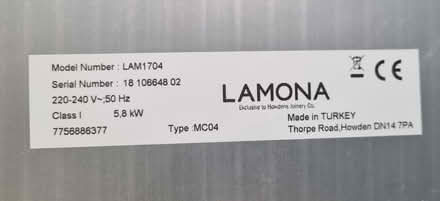 Model Number : LAM1704
Serial Number : 18 106648 02
220-240 V~;50 Hz
Class I 5,8 kW
7756886377
Type :MC04
LAMONA
Exclusive to Howdens Joinery Co.
CE
Made in TURKEY
Thorpe Road,Howden DN14 7PA